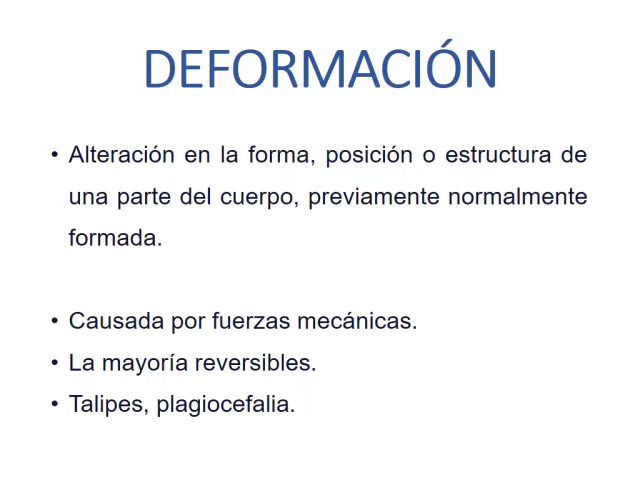 DEFORMACIÓN
• Alteración en la forma, posición o estructura de
una parte del cuerpo, previamente normalmente
formada.
• Causada por fuerzas mecánicas.
• La mayoría reversibles.
• Talipes, plagiocefalia.